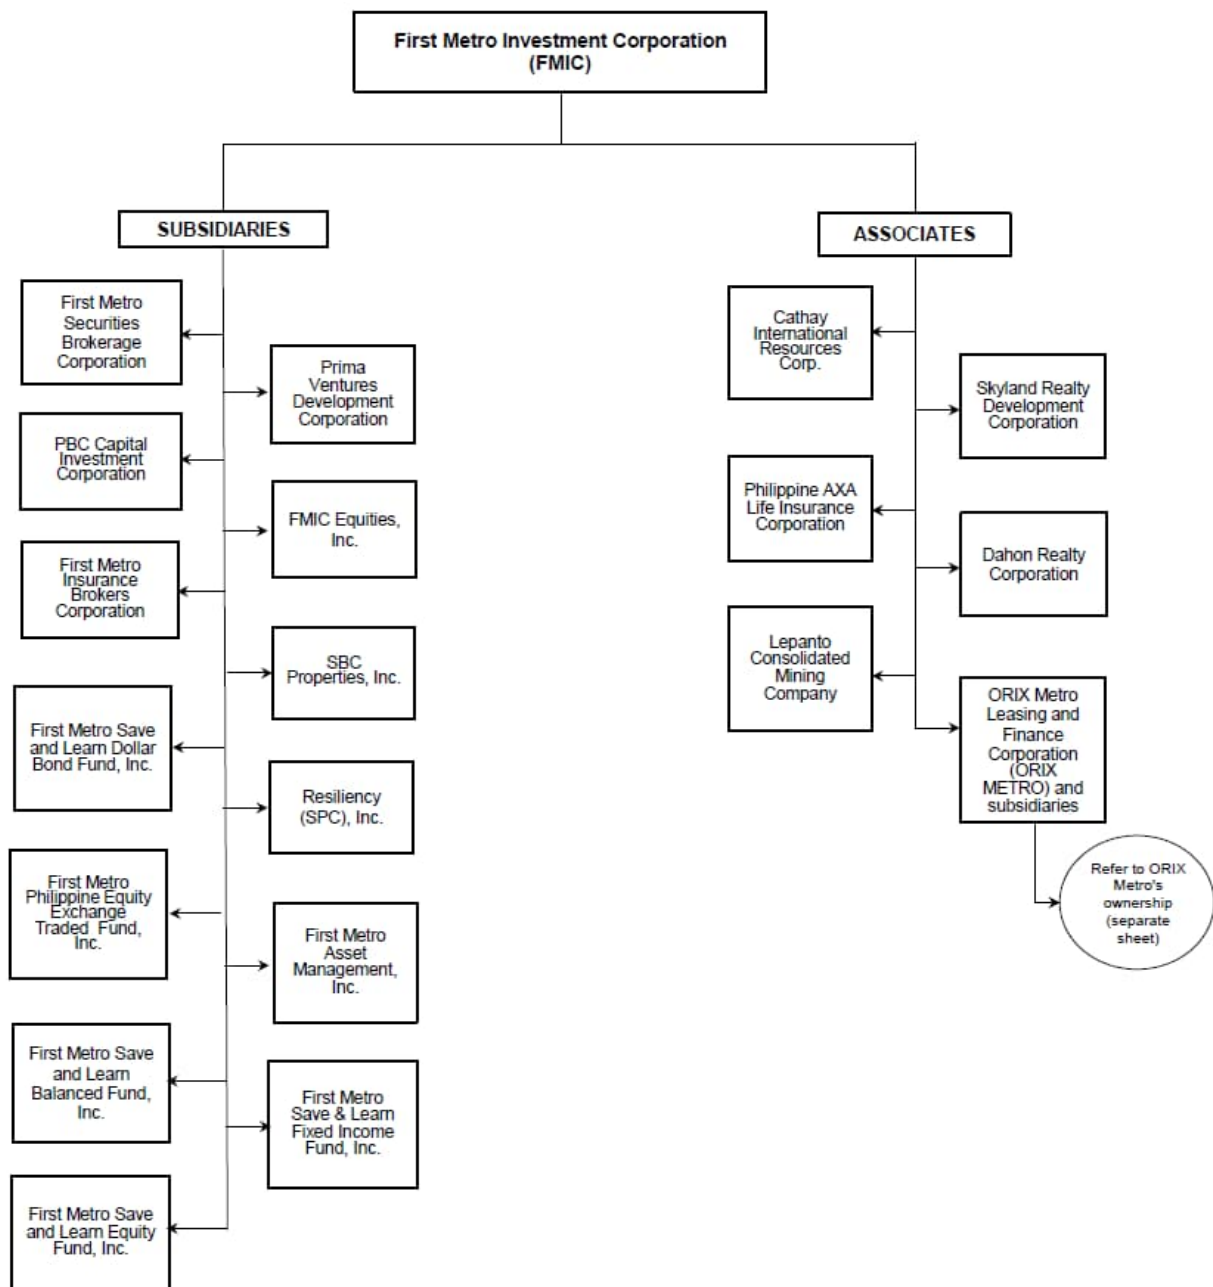 First Metro Investment Corporation
(FMIC)
SUBSIDIARIES
First Metro
Securities
Brokerage
Corporation
Prima
Ventures
Development
Corporation
PBC Capital
Investment
Corporation
FMIC Equities,
Inc.
First Metro
Insurance
Brokers
Corporation
SBC
Properties, Inc.
First Metro Save
and Learn Dollar
Bond Fund, Inc.
Resiliency
(SPC), Inc.
First Metro
Philippine Equity
Exchange
Traded Fund,
Inc.
First Metro
Asset
Management,
Inc.
First Metro Save
and Learn
Balanced Fund,
Inc.
First Metro
Save & Learn
Fixed Income
Fund, Inc.
First Metro Save
and Learn Equity
Fund, Inc.
ASSOCIATES
Cathay
International
Resources
Corp.
Skyland Realty
Development
Corporation
Philippine AXA
Life Insurance
Corporation
Dahon Realty
Corporation
Lepanto
Consolidated
Mining
Company
ORIX Metro
Leasing and
Finance
Corporation
(ORIX
METRO) and
subsidiaries
Refer to ORIX
Metro's
ownership
(separate
sheet)